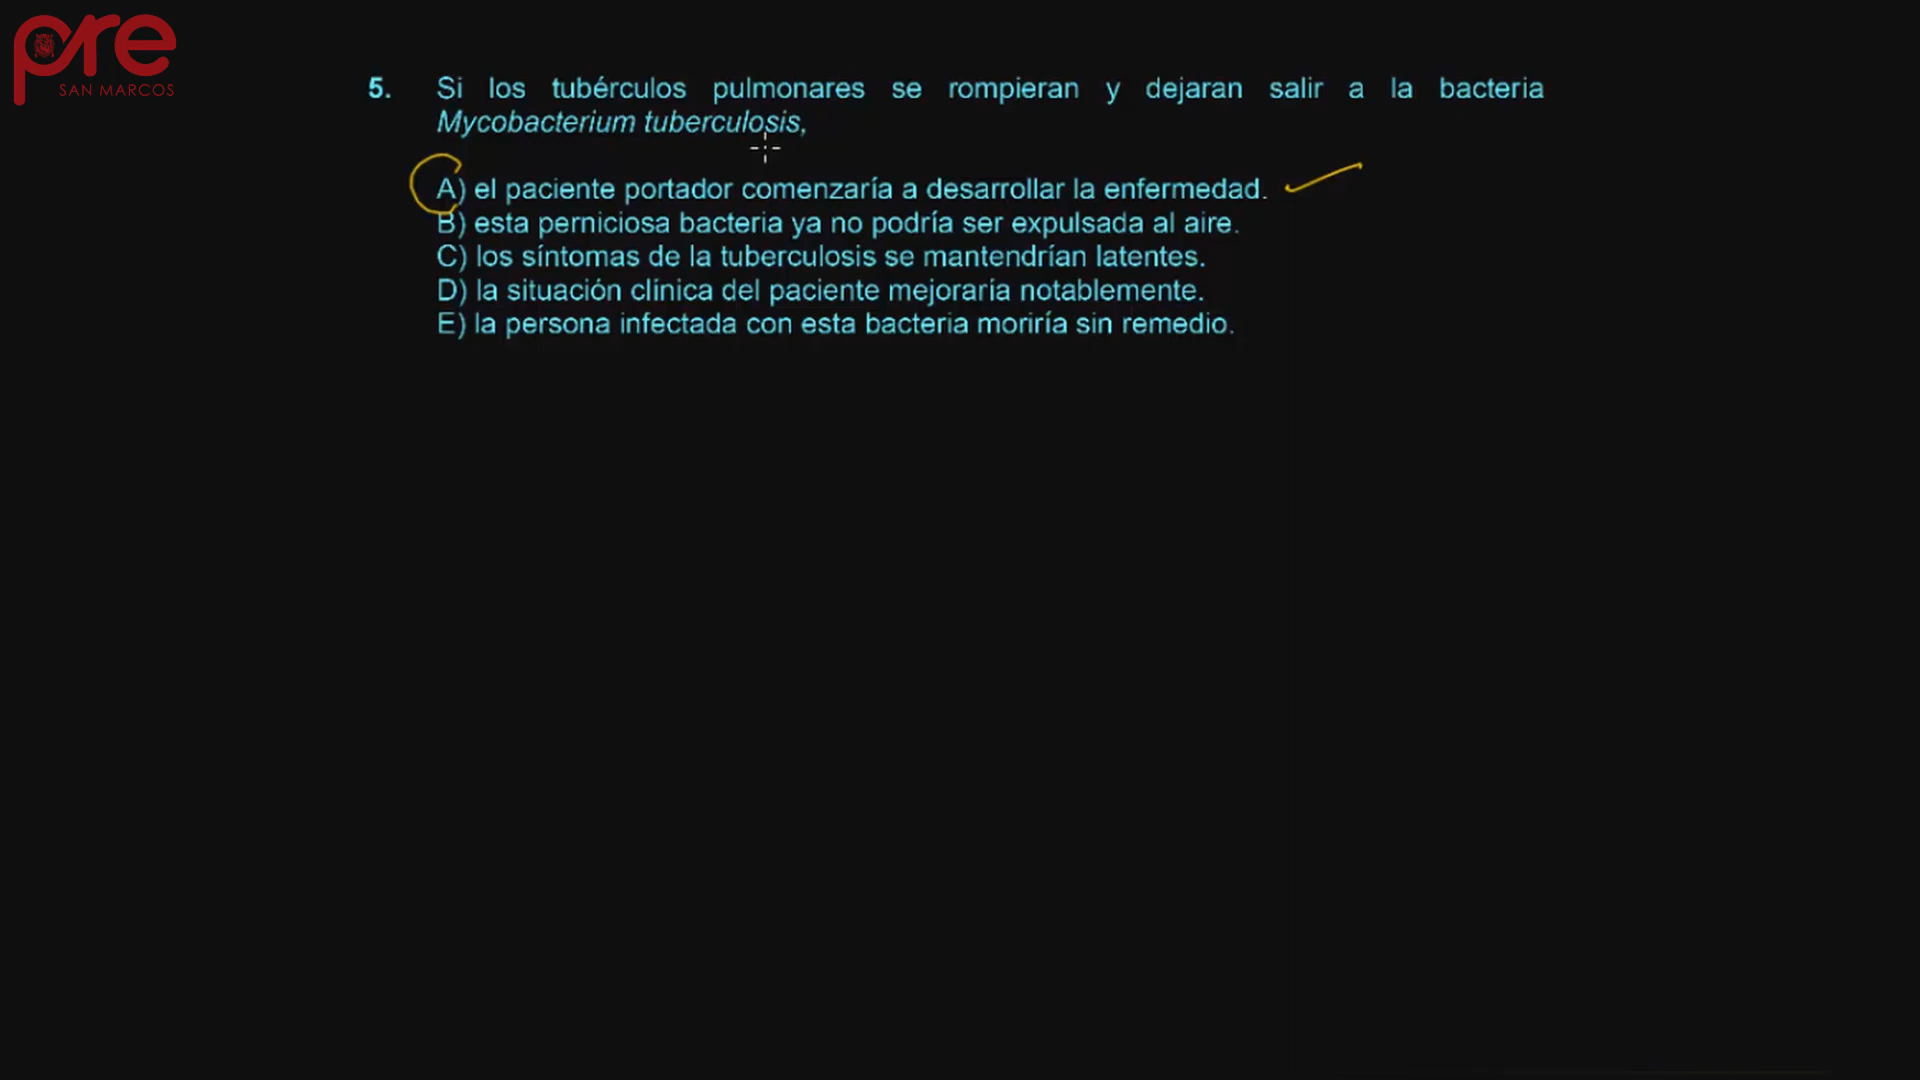 pre
SAN MARCOS
5. Si los tubérculos pulmonares se rompieran y dejaran salir a la bacteria
Mycobacterium tuberculosis,
A) el paciente portador comenzaría a desarrollar la enfermedad.
B) esta perniciosa bacteria ya no podría ser expulsada al aire.
C) los síntomas de la tuberculosis se mantendrían latentes.
D) la situación clínica del paciente mejoraría notablemente.
E) la persona infectada con esta bacteria moriría sin remedio.